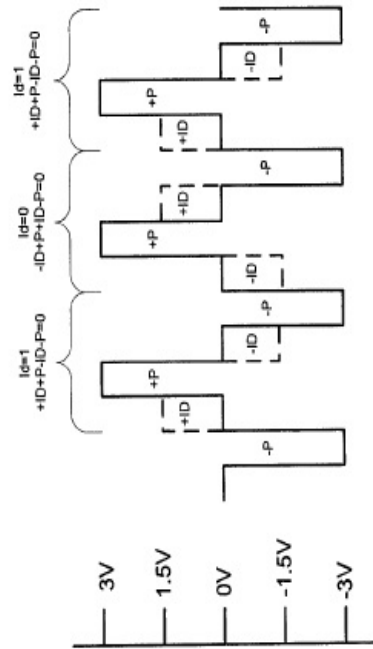 Id=1
+ID+P-ID-P=0
Id=0
-ID+P+ID-P=0
Id=1
+ID+P-ID-P=0
3V
1.5V
0V
-1.5V
-3V
-P
+ID
+P
-ID
-P
-ID
+P
+ID
-P
+ID
+P
-ID
-P